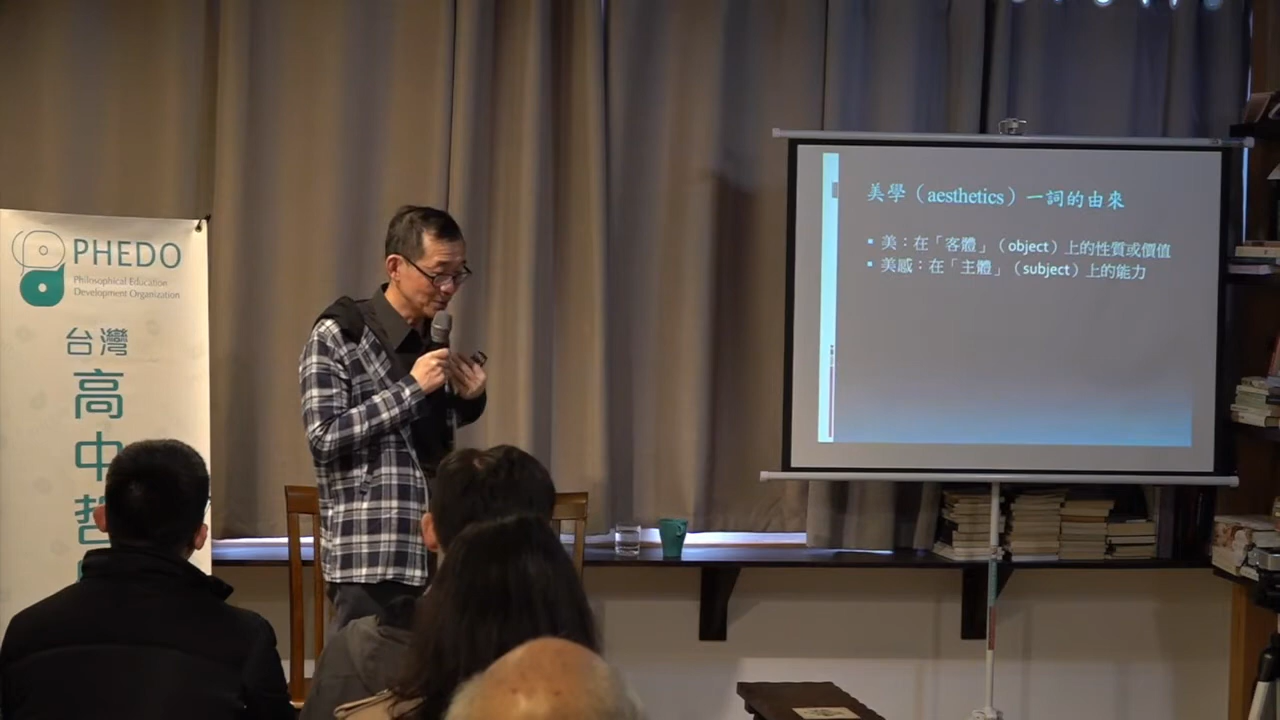 PHEDO
Philosophical Education
Development Organization
台灣
高
中
哲
美學（aesthetics）一詞的由來
▪ 美：在「客體」（object）上的性質或價值
▪ 美感：在「主體」（subject）上的能力